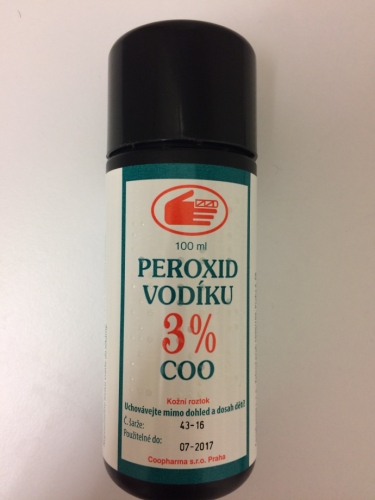 100 ml
PEROXID
VODÍKU
3%
COO
Kožní roztok
Uchovávejte mimo dohled a dosah dětí!
Č. šarže: 43-16
Použitelné do: 07-2017
Coopharma s.r.o. Praha